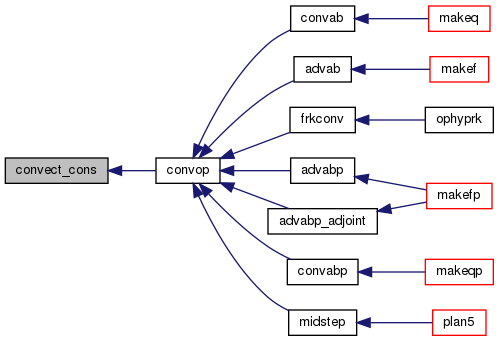 convab
makeq
advab
makef
frkconv
ophyprk
convect_cons
convop
advabp
makefp
advabp_adjoint
convabp
makeqp
midstep
plan5